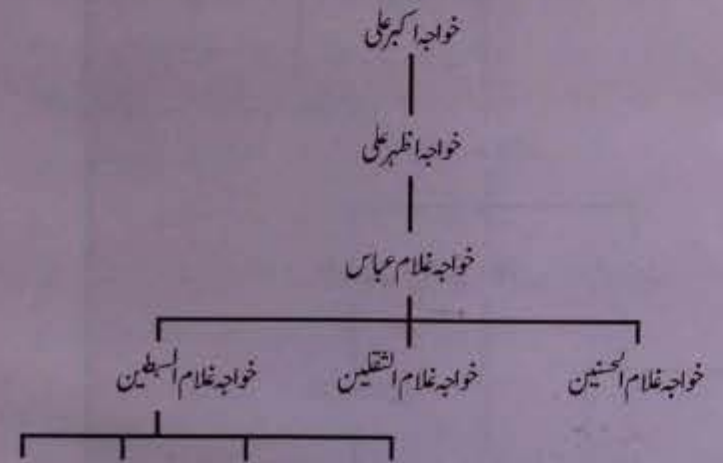 خواجہ اکبر علی
خواجہ اظہر علی
خواجہ غلام عباس
خواجہ غلام الحسنین خواجہ غلام الثقلین خواجہ غلام السبطین